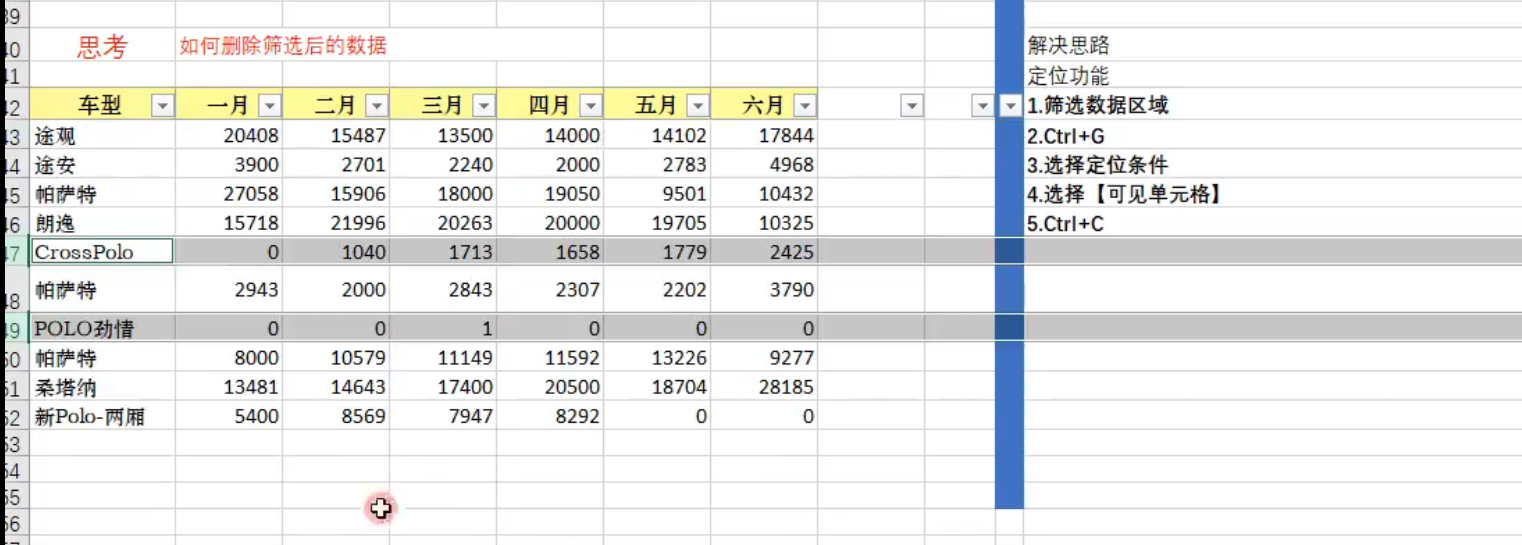 39
40 思考 如何删除筛选后的数据 解决思路
41 定位功能
42 车型 一月 二月 三月 四月 五月 六月 1.筛选数据区域
43 途观 20408 15487 13500 14000 14102 17844 2.Ctrl+G
44 途安 3900 2701 2240 2000 2783 4968 3.选择定位条件
45 帕萨特 27058 15906 18000 19050 9501 10432 4.选择【可见单元格】
46 朗逸 15718 21996 20263 20000 19705 10325 5.Ctrl+C
47 CrossPolo 0 1040 1713 1658 1779 2425
48 帕萨特 2943 2000 2843 2307 2202 3790
49 POLO劲情 0 0 1 0 0 0
50 帕萨特 8000 10579 11149 11592 13226 9277
51 桑塔纳 13481 14643 17400 20500 18704 28185
52 新Polo-两厢 5400 8569 7947 8292 0 0
53
54
55
56